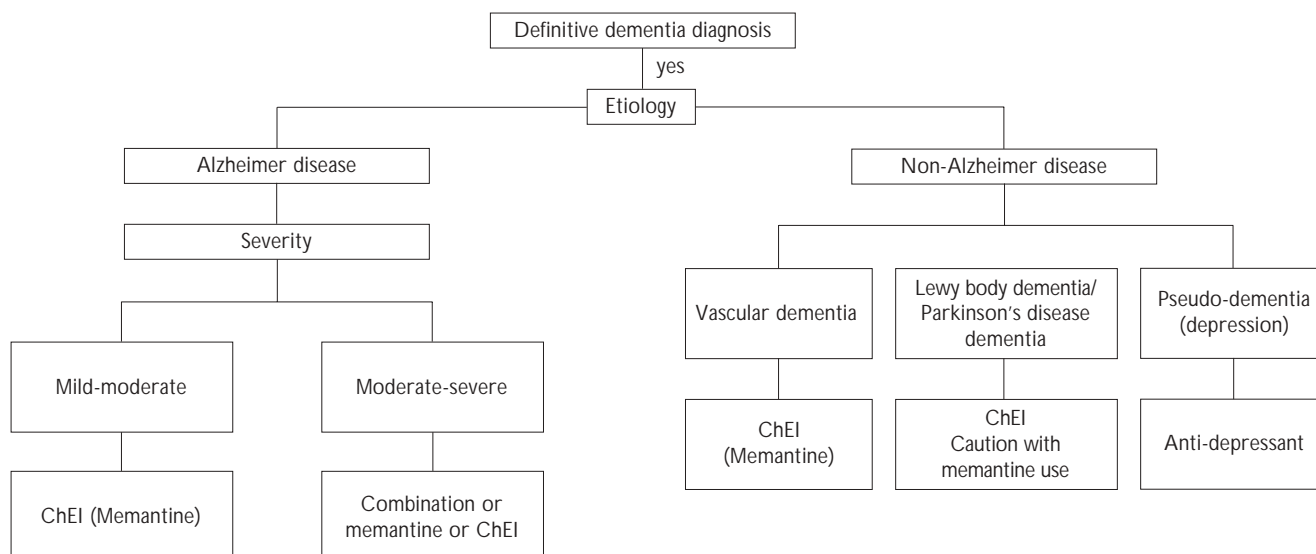 Definitive dementia diagnosis
yes
Etiology
Alzheimer disease
Non-Alzheimer disease
Severity
Vascular dementia
Lewy body dementia/
Parkinson's disease
dementia
Pseudo-dementia
(depression)
Mild-moderate
Moderate-severe
ChEI
(Memantine)
ChEI
Caution with
memantine use
Anti-depressant
ChEI (Memantine)
Combination or
memantine or ChEI